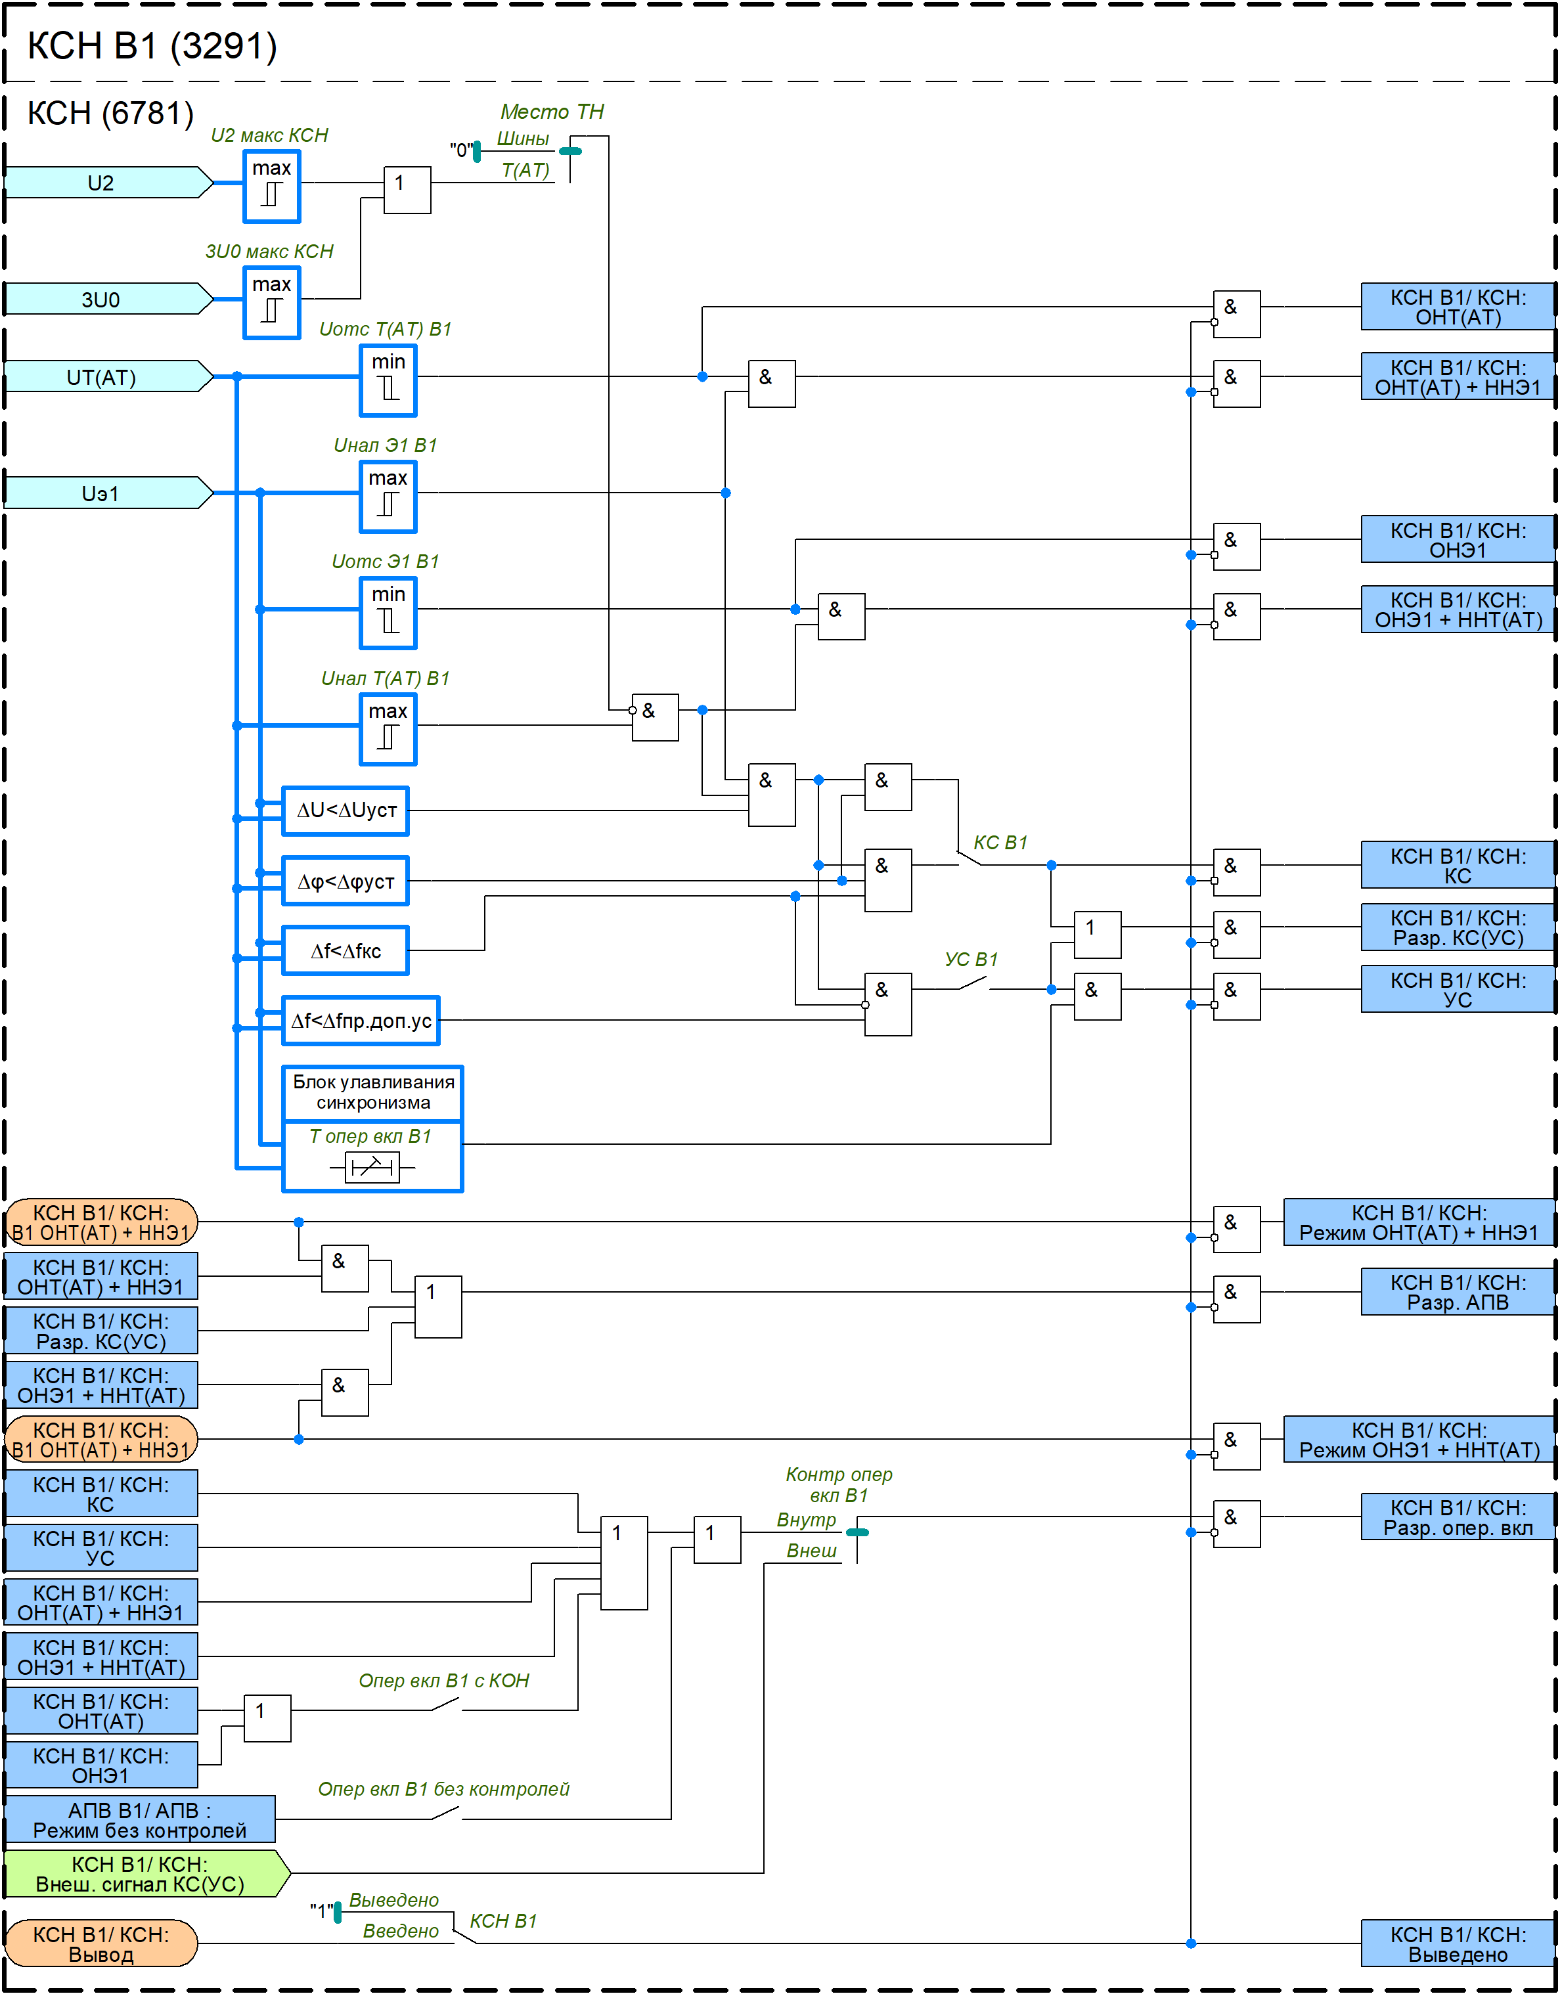 КСН В1 (3291)
КСН (6781)
Место ТН
U2 макс КСН
"0"
Шины
Т(АТ)
U2
max
1
3U0 макс КСН
3U0
max
Uотс Т(АТ) В1
UТ(АТ)
min
&
&
КСН В1/ КСН:
ОНТ(АТ)
&
КСН В1/ КСН:
ОНТ(АТ) + ННЭ1
Uнал Э1 В1
Uэ1
max
Uотс Э1 В1
min
&
&
КСН В1/ КСН:
ОНЭ1
&
КСН В1/ КСН:
ОНЭ1 + ННТ(АТ)
Uнал Т(АТ) В1
max
&
ΔU<ΔUуст
&
&
Δφ<Δφуст
&
КС В1
&
КСН В1/ КСН:
КС
Δf<Δfкс
1
&
КСН В1/ КСН:
Разр. КС(УС)
Δf<Δfпр.доп.ус
&
УС В1
&
&
КСН В1/ КСН:
УС
Блок улавливания
синхронизма
Т опер вкл В1
КСН В1/ КСН:
В1 ОНТ(АТ) + ННЭ1
&
КСН В1/ КСН:
Режим ОНТ(АТ) + ННЭ1
КСН В1/ КСН:
ОНТ(АТ) + ННЭ1
&
1
&
КСН В1/ КСН:
Разр. АПВ
КСН В1/ КСН:
Разр. КС(УС)
КСН В1/ КСН:
ОНЭ1 + ННТ(АТ)
&
КСН В1/ КСН:
В1 ОНТ(АТ) + ННЭ1
&
КСН В1/ КСН:
Режим ОНЭ1 + ННТ(АТ)
КСН В1/ КСН:
КС
Контр опер
вкл В1
Внутр
Внеш
1
1
&
КСН В1/ КСН:
Разр. опер. вкл
КСН В1/ КСН:
УС
КСН В1/ КСН:
ОНТ(АТ) + ННЭ1
КСН В1/ КСН:
ОНЭ1 + ННТ(АТ)
КСН В1/ КСН:
ОНТ(АТ)
1
Опер вкл В1 с КОН
КСН В1/ КСН:
ОНЭ1
Опер вкл В1 без контролей
АПВ В1/ АПВ :
Режим без контролей
КСН В1/ КСН:
Внеш. сигнал КС(УС)
"1"
Выведено
Введено
КСН В1
КСН В1/ КСН:
Вывод
КСН В1/ КСН:
Выведено